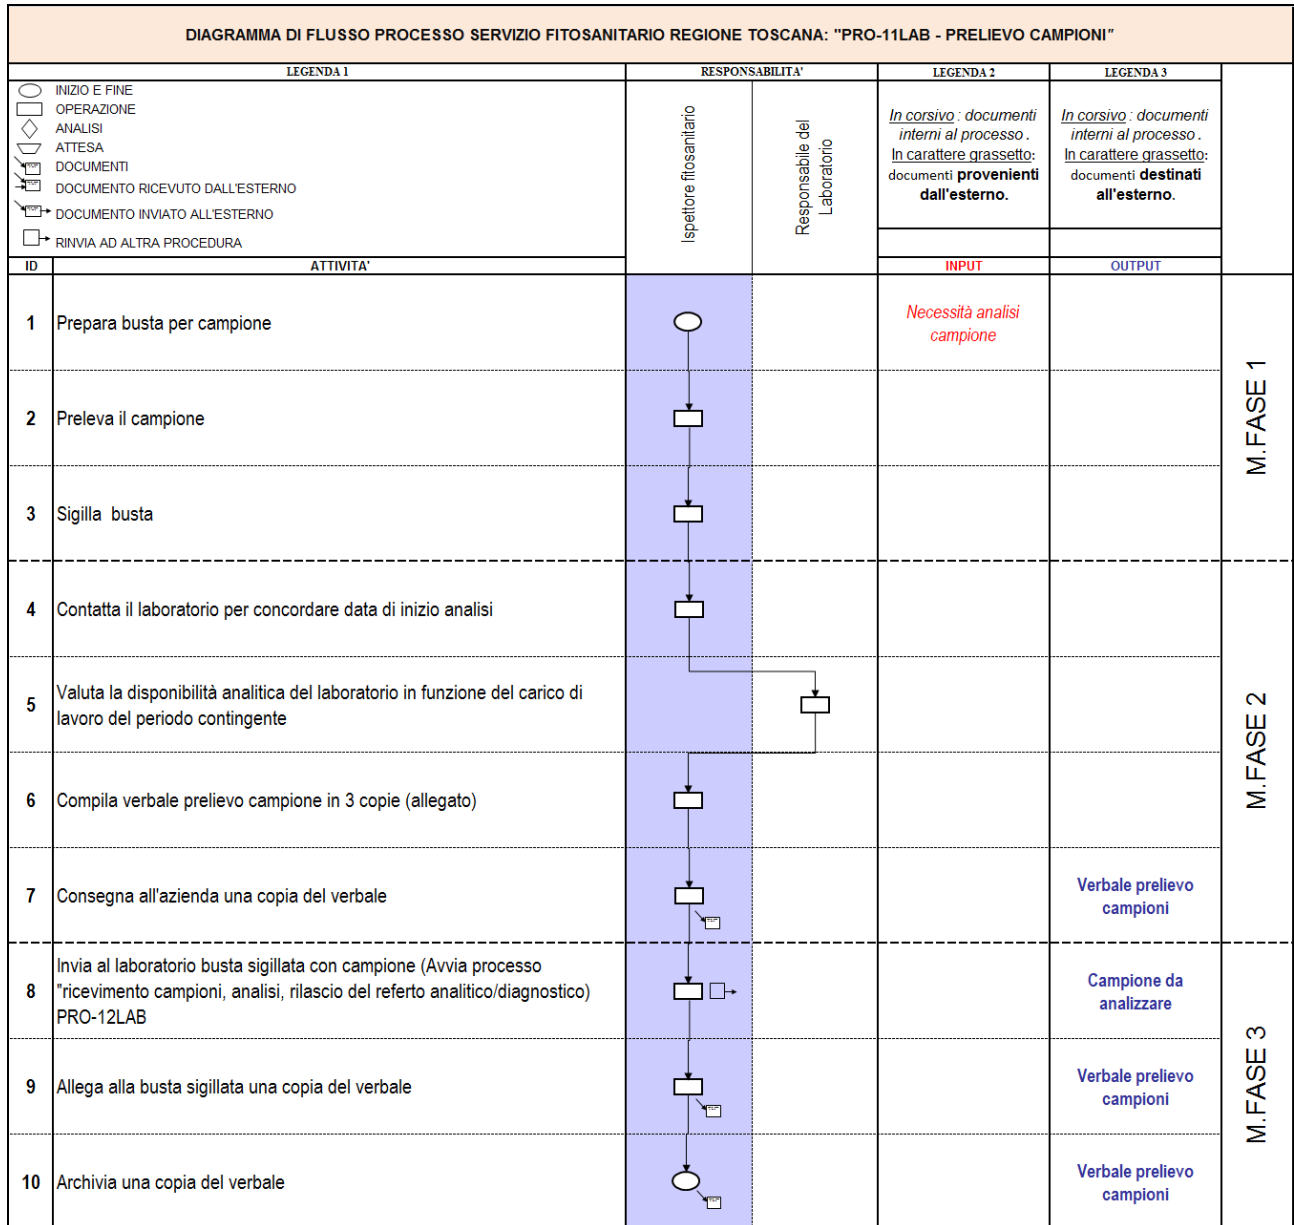 DIAGRAMMA DI FLUSSO PROCESSO SERVIZIO FITOSANITARIO REGIONE TOSCANA: "PRO-11LAB - PRELIEVO CAMPIONI"
LEGENDA 1
RESPONSABILITA'
LEGENDA 2
LEGENDA 3
INIZIO E FINE
OPERAZIONE
ANALISI
ATTESA
DOCUMENTI
DOCUMENTO RICEVUTO DALL'ESTERNO
DOCUMENTO INVIATO ALL'ESTERNO
RINVIA AD ALTRA PROCEDURA
Ispettore fitosanitario
Responsabile del
Laboratorio
In corsivo : documenti
interni al processo .
In carattere grassetto:
documenti provenienti
dall'esterno.
In corsivo : documenti
interni al processo .
In carattere grassetto:
documenti destinati
all'esterno.
ID
ATTIVITA'
INPUT
OUTPUT
1
Prepara busta per campione
Necessità analisi
campione
2
Preleva il campione
3
Sigilla busta
M.FASE 1
4
Contatta il laboratorio per concordare data di inizio analisi
5
Valuta la disponibilità analitica del laboratorio in funzione del carico di
lavoro del periodo contingente
6
Compila verbale prelievo campione in 3 copie (allegato)
7
Consegna all'azienda una copia del verbale
Verbale prelievo
campioni
M.FASE 2
8
Invia al laboratorio busta sigillata con campione (Avvia processo
"ricevimento campioni, analisi, rilascio del referto analitico/diagnostico)
PRO-12LAB
Campione da
analizzare
9
Allega alla busta sigillata una copia del verbale
Verbale prelievo
campioni
10
Archivia una copia del verbale
Verbale prelievo
campioni
M.FASE 3